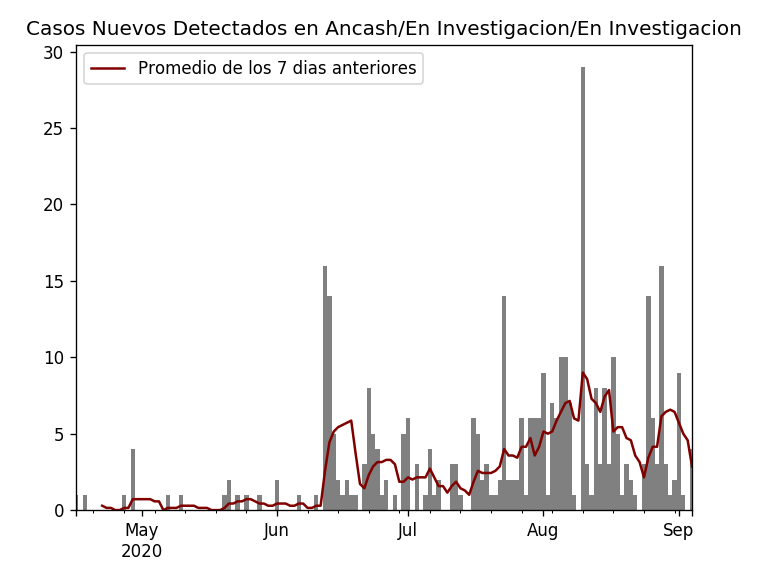 Casos Nuevos Detectados en Ancash/En Investigacion/En Investigacion
Promedio de los 7 dias anteriores
30
25
20
15
10
5
0
May Jun Jul Aug Sep
2020